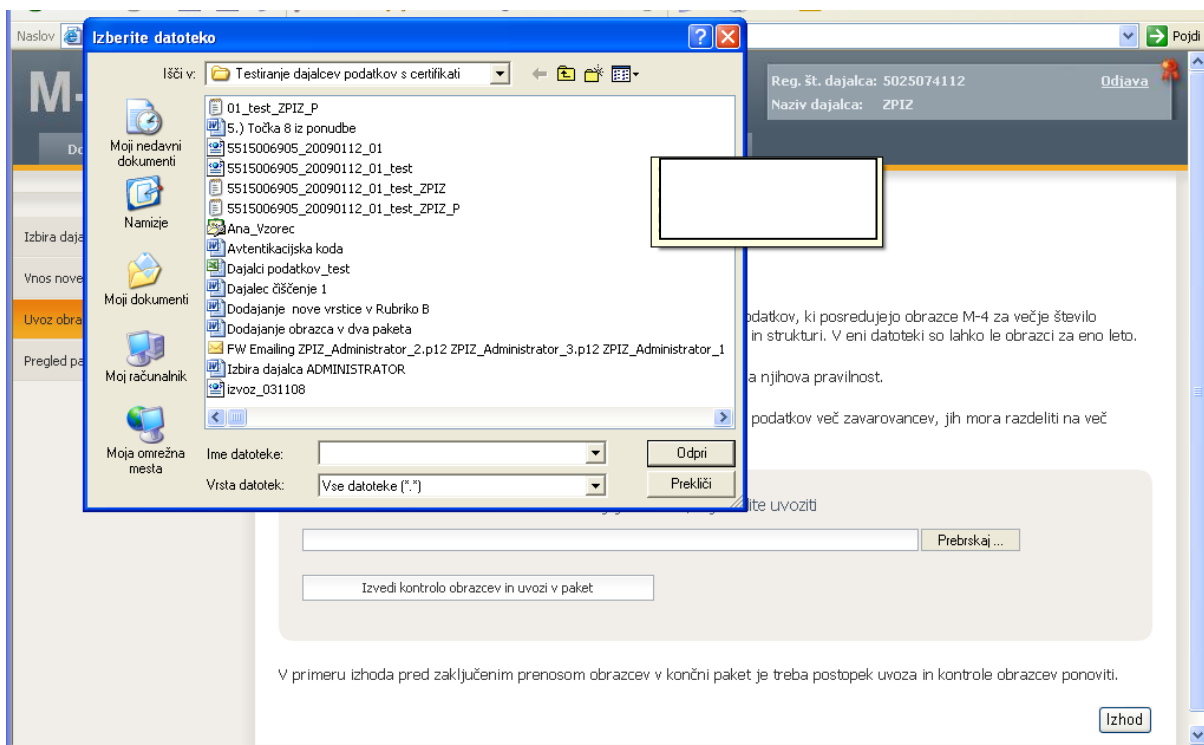 Naslov
Pojdi
Izberite datoteko
Išči v:
Testiranje dajalcev podatkov s certifikati
M-
Reg. št. dajalca: 5025074112
Odjava
Naziv dajalca: ZPIZ
Moji nedavni dokumenti
Namizje
Moji dokumenti
Moj računalnik
Moja omrežna mesta
01_test_ZPIZ_P
5.) Točka 8 iz ponudbe
5515006905_20090112_01
5515006905_20090112_01_test
5515006905_20090112_01_test_ZPIZ
5515006905_20090112_01_test_ZPIZ_P
Ana_Vzorec
Avtentikacijska koda
Dajalci podatkov_test
Dajalec čiščenje 1
Dodajanje nove vrstice v Rubriko B
Dodajanje obrazca v dva paketa
FW Emailing ZPIZ_Administrator_2.p12 ZPIZ_Administrator_3.p12 ZPIZ_Administrator_1
Izbira dajalca ADMINISTRATOR
izvoz_031108
Ime datoteke:
Odpri
Vrsta datotek:
Vse datoteke (*.*)
Prekliči
Izbira daja
Vnos nove
Uvoz obra
Pregled pa
odatkov, ki posredujejo obrazce M-4 za večje število
in strukturi. V eni datoteki so lahko le obrazci za eno leto.
a njihova pravilnost.
podatkov več zavarovancev, jih mora razdeliti na več
uvoziti
Prebrskaj ...
Izvedi kontrolo obrazcev in uvozi v paket
V primeru izhoda pred zaključenim prenosom obrazcev v končni paket je treba postopek uvoza in kontrole obrazcev ponoviti.
Izhod